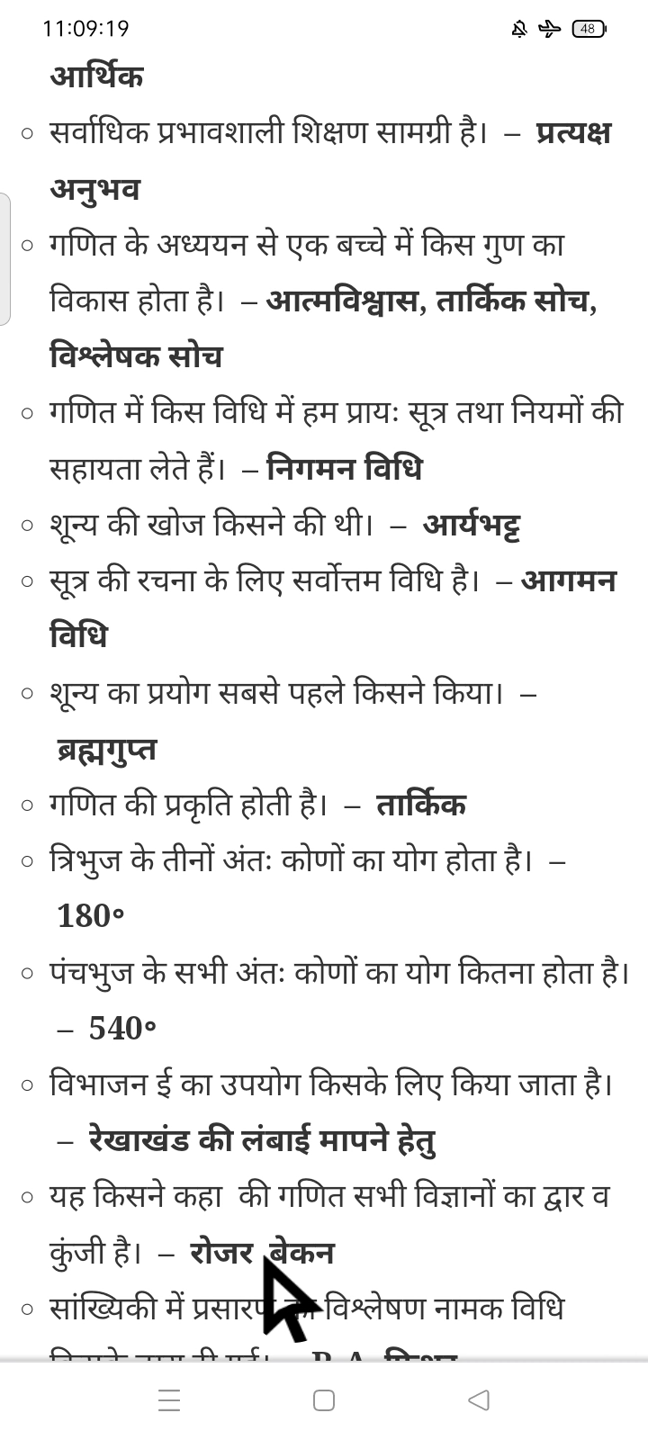 11:09:19
48
आर्थिक
सर्वाधिक प्रभावशाली शिक्षण सामग्री है। – प्रत्यक्ष
अनुभव
गणित के अध्ययन से एक बच्चे में किस गुण का
विकास होता है। – आत्मविश्वास, तार्किक सोच,
विश्लेषक सोच
गणित में किस विधि में हम प्रायः सूत्र तथा नियमों की
सहायता लेते हैं। – निगमन विधि
शून्य की खोज किसने की थी। – आर्यभट्ट
सूत्र की रचना के लिए सर्वोत्तम विधि है। – आगमन
विधि
शून्य का प्रयोग सबसे पहले किसने किया। –
ब्रह्मगुप्त
गणित की प्रकृति होती है। – तार्किक
त्रिभुज के तीनों अंतः कोणों का योग होता है। –
180°
पंचभुज के सभी अंतः कोणों का योग कितना होता है।
– 540°
विभाजन ई का उपयोग किसके लिए किया जाता है।
– रेखाखंड की लंबाई मापने हेतु
यह किसने कहा की गणित सभी विज्ञानों का द्वार व
कुंजी है। – रोजर बेकन
सांख्यिकी में विश्लेषण नामक विधि